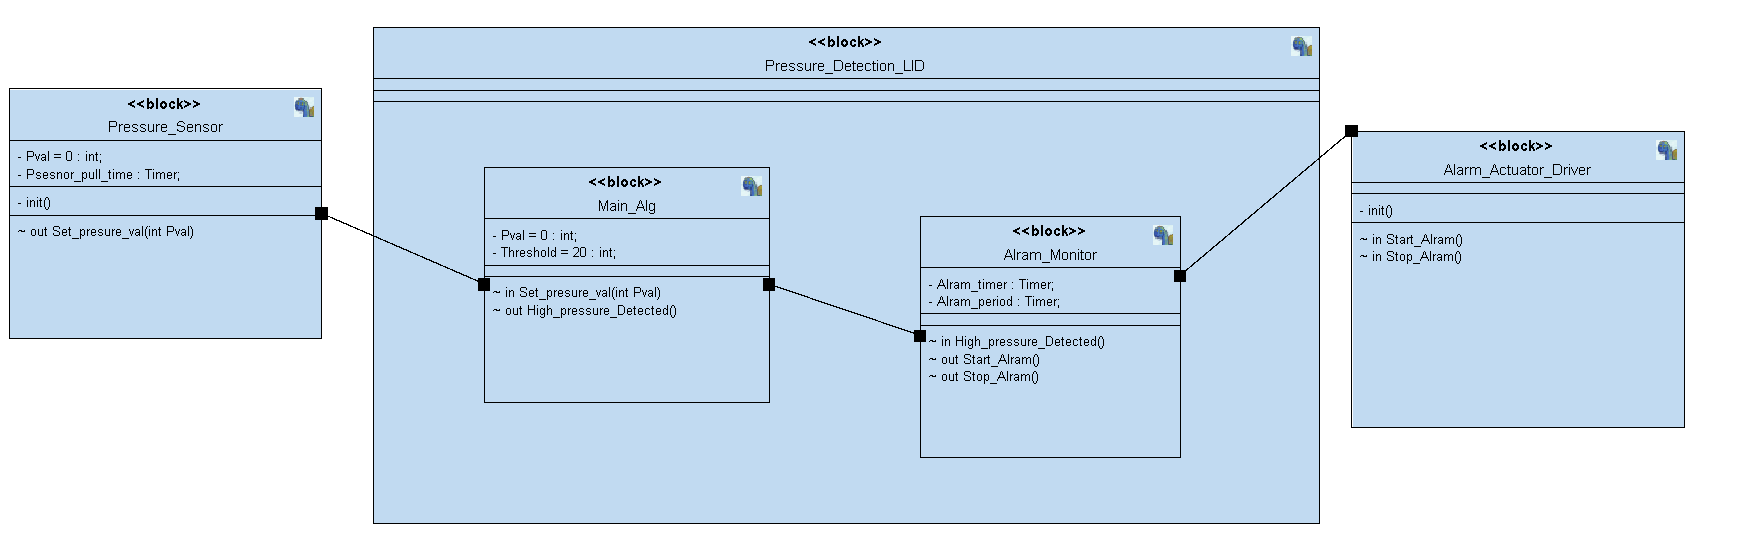 <<block>>
Pressure_Sensor
- Pval = 0 : int;
- Psesnor_pull_time : Timer;
- init()
~ out Set_presure_val(int Pval)
<<block>>
Pressure_Detection_LID
<<block>>
Main_Alg
- Pval = 0 : int;
- Threshold = 20 : int;
~ in Set_presure_val(int Pval)
~ out High_pressure_Detected()
<<block>>
Alram_Monitor
- Alram_timer : Timer;
- Alram_period : Timer;
~ in High_pressure_Detected()
~ out Start_Alram()
~ out Stop_Alram()
<<block>>
Alarm_Actuator_Driver
- init()
~ in Start_Alram()
~ in Stop_Alram()